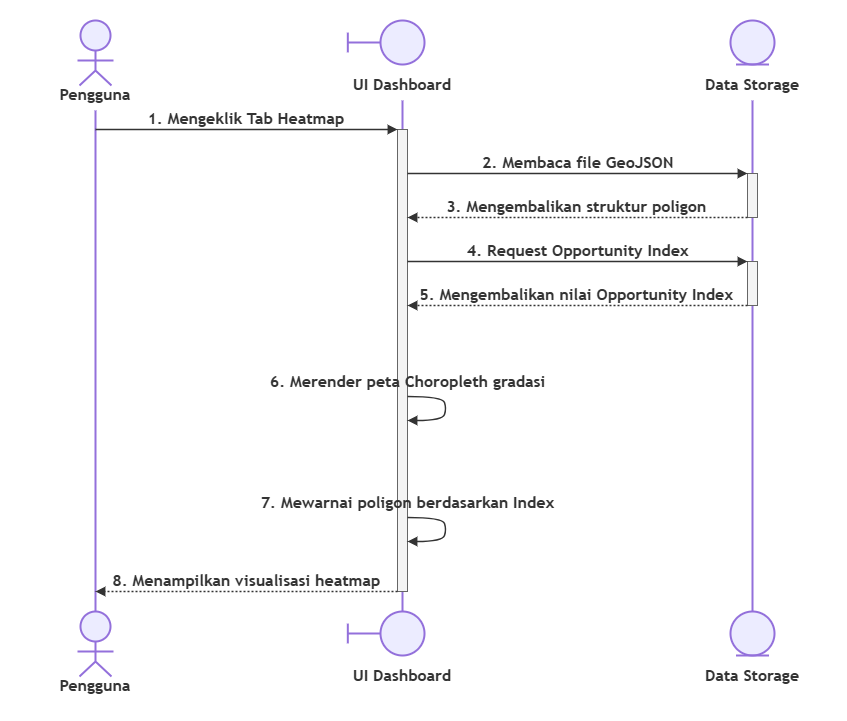 Pengguna
UI Dashboard
Data Storage
1. Mengeklik Tab Heatmap
2. Membaca file GeoJSON
3. Mengembalikan struktur poligon
4. Request Opportunity Index
5. Mengembalikan nilai Opportunity Index
6. Merender peta Choropleth gradasi
7. Mewarnai poligon berdasarkan Index
8. Menampilkan visualisasi heatmap
Pengguna
UI Dashboard
Data Storage